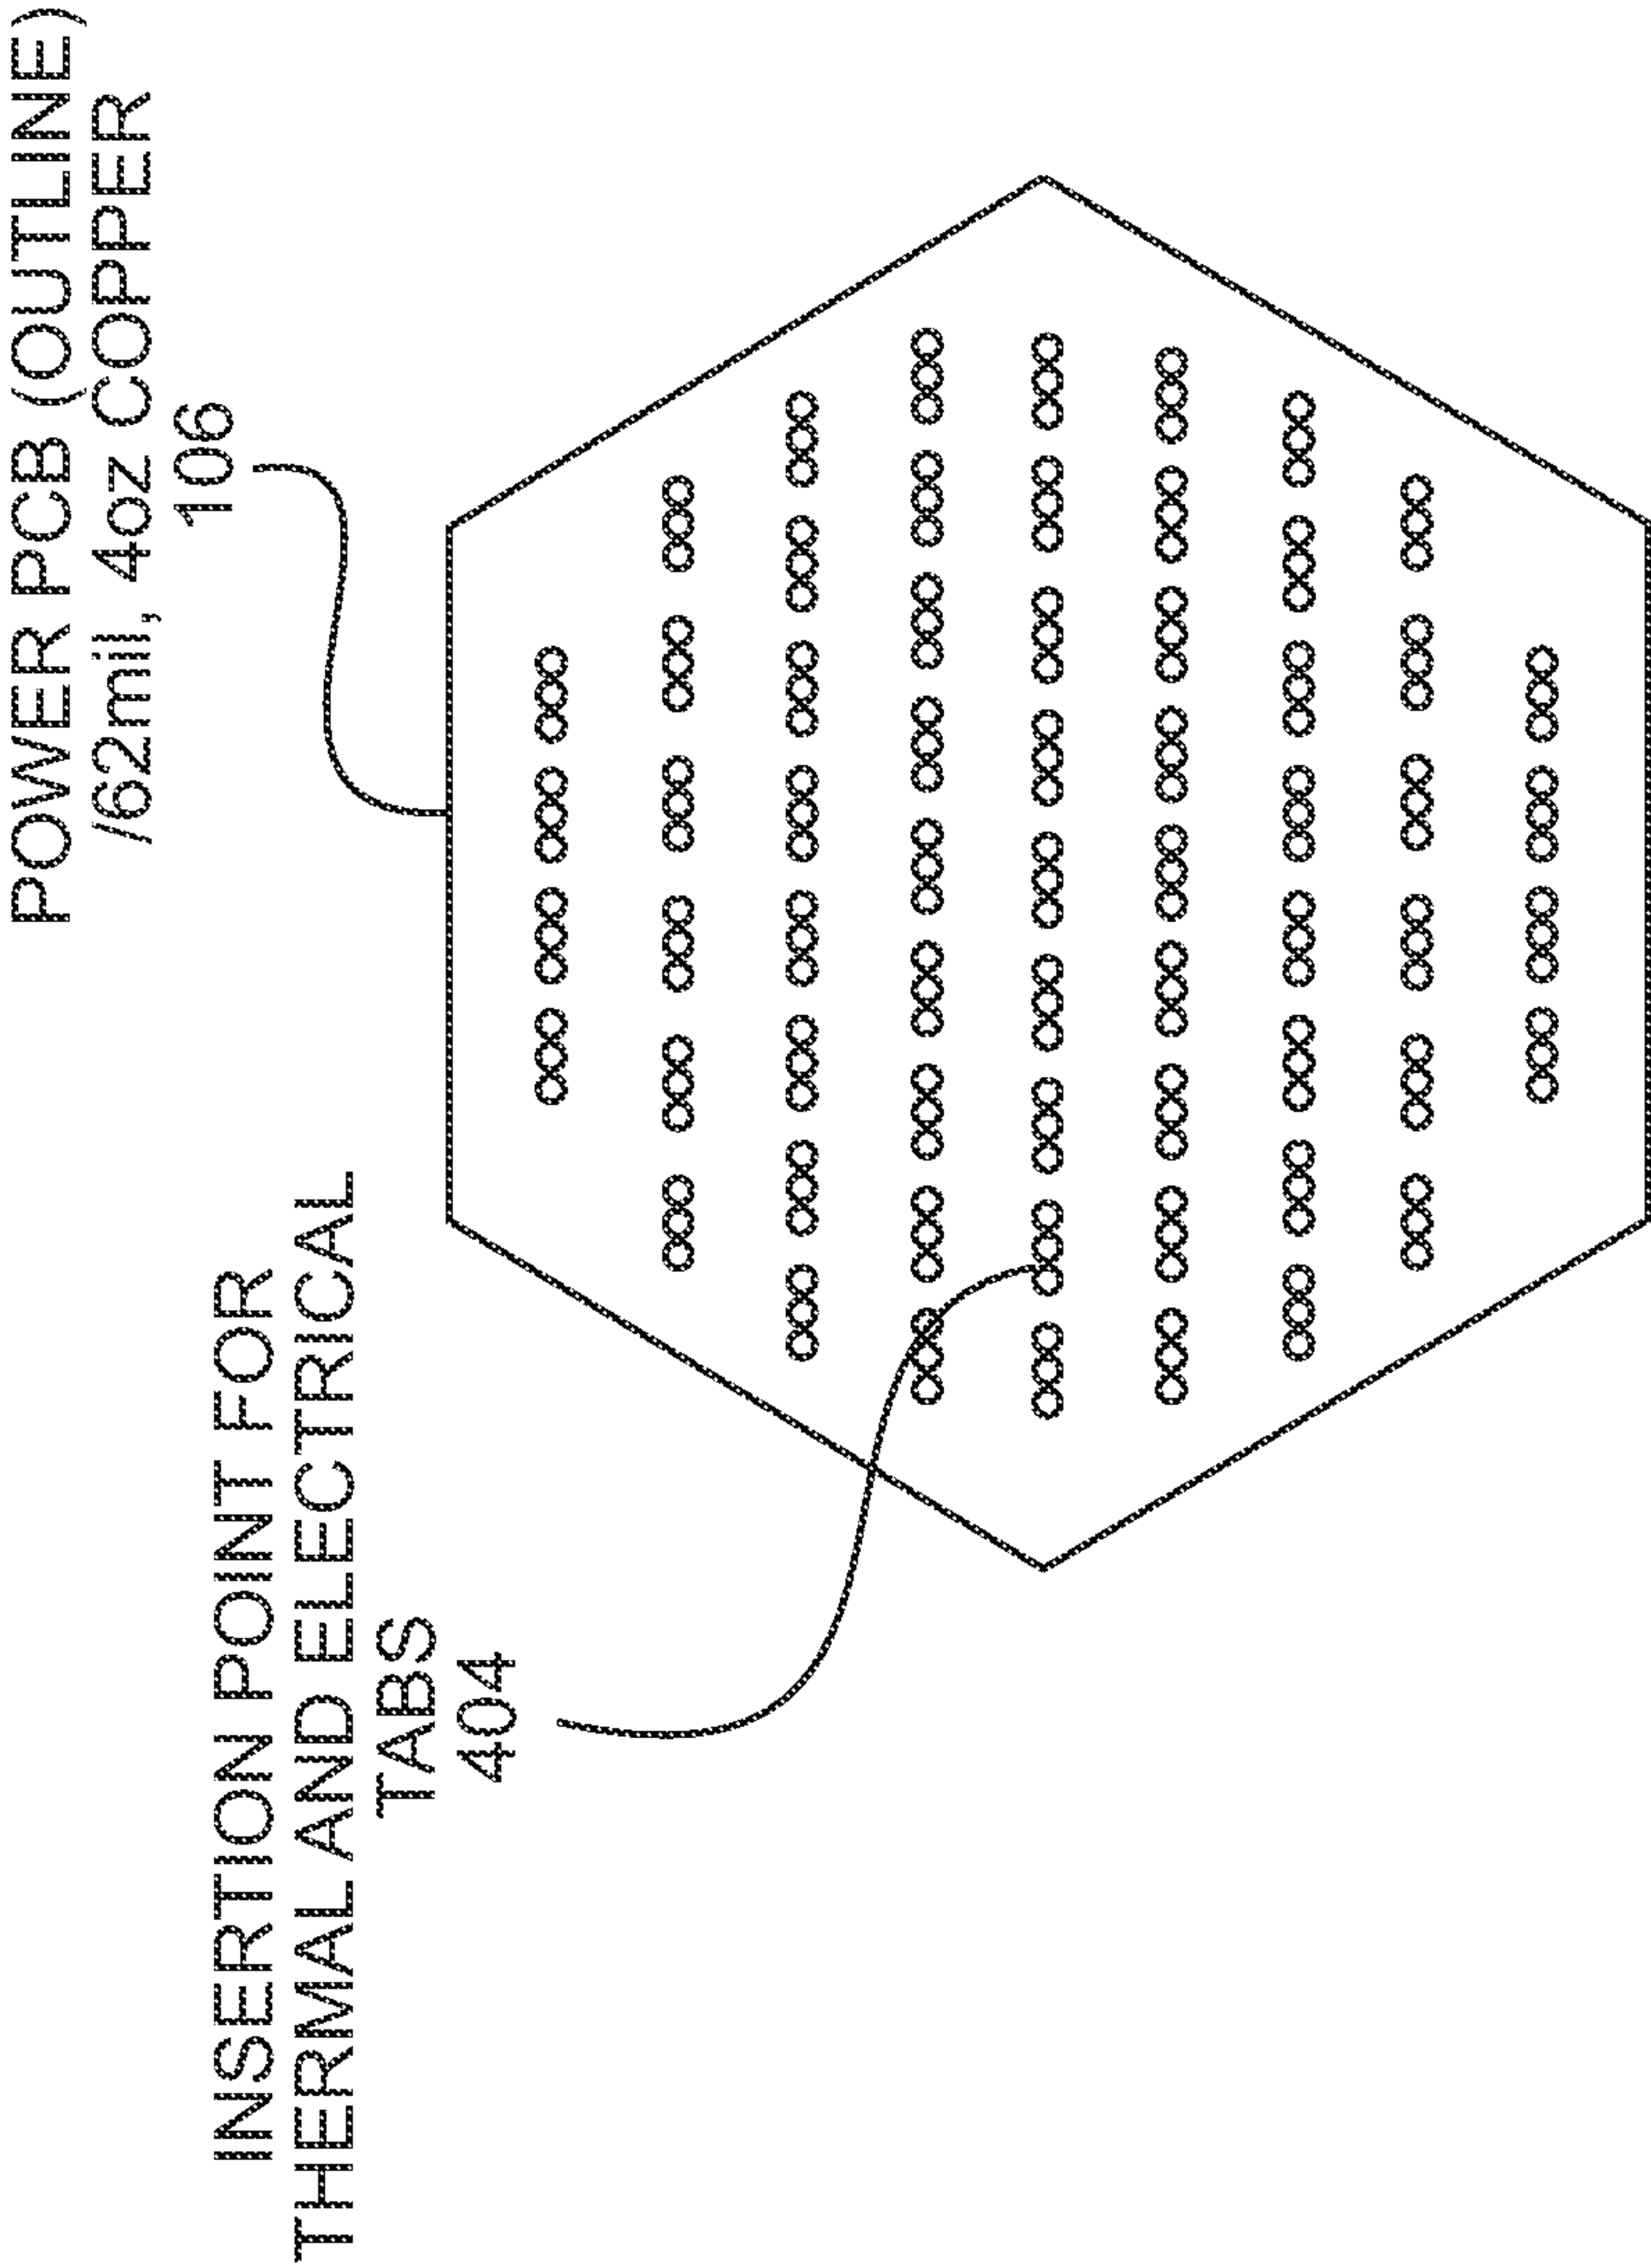 POWER PCB (OUTLINE)
/62mil, 4oz COPPER
106
INSERTION POINT FOR
THERMAL AND ELECTRICAL
TABS
404